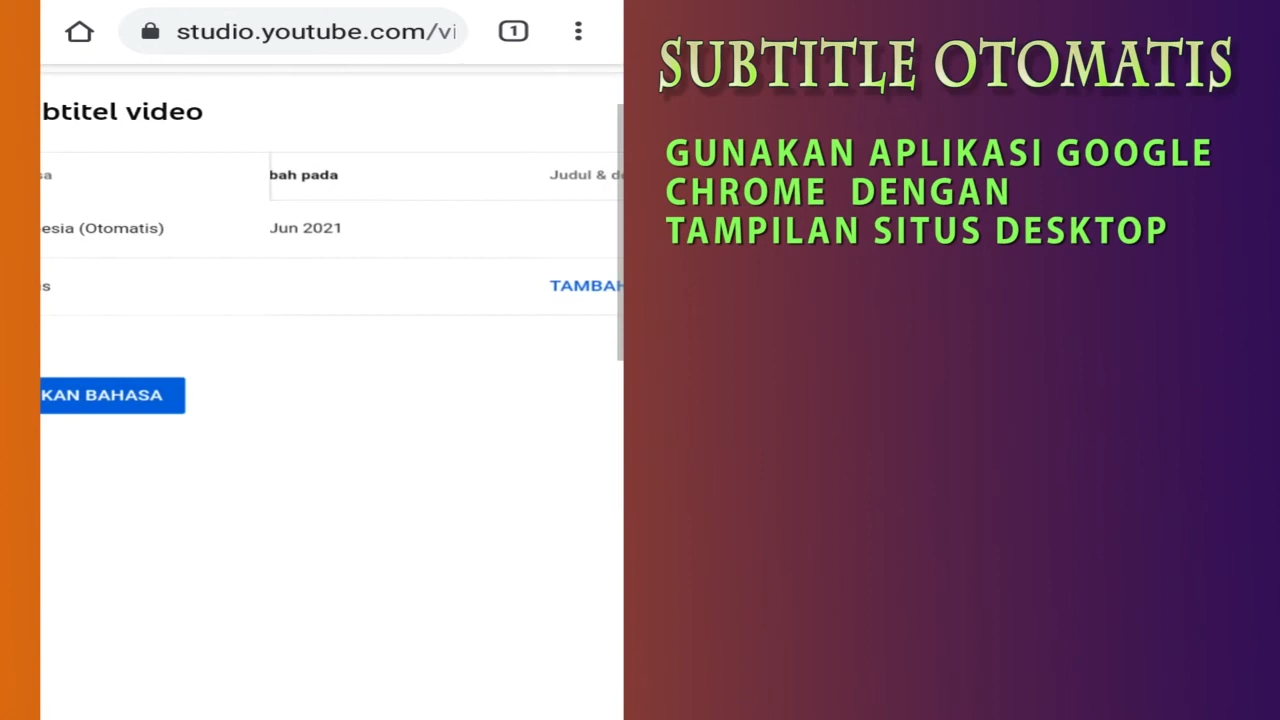 studio.youtube.com/vi
1
btitel video
sa
bah pada
Judul & de
esia (Otomatis)
Jun 2021
s
TAMBAH
KAN BAHASA
SUBTITLE OTOMATIS
GUNAKAN APLIKASI GOOGLE
CHROME DENGAN
TAMPILAN SITUS DESKTOP